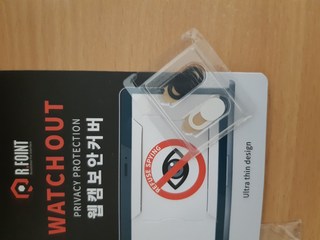 R.FOINT
WATCH OUT
PRIVACY PROTECTION
웹캠보안커버
REFUSE SPYING
Ultra thin design